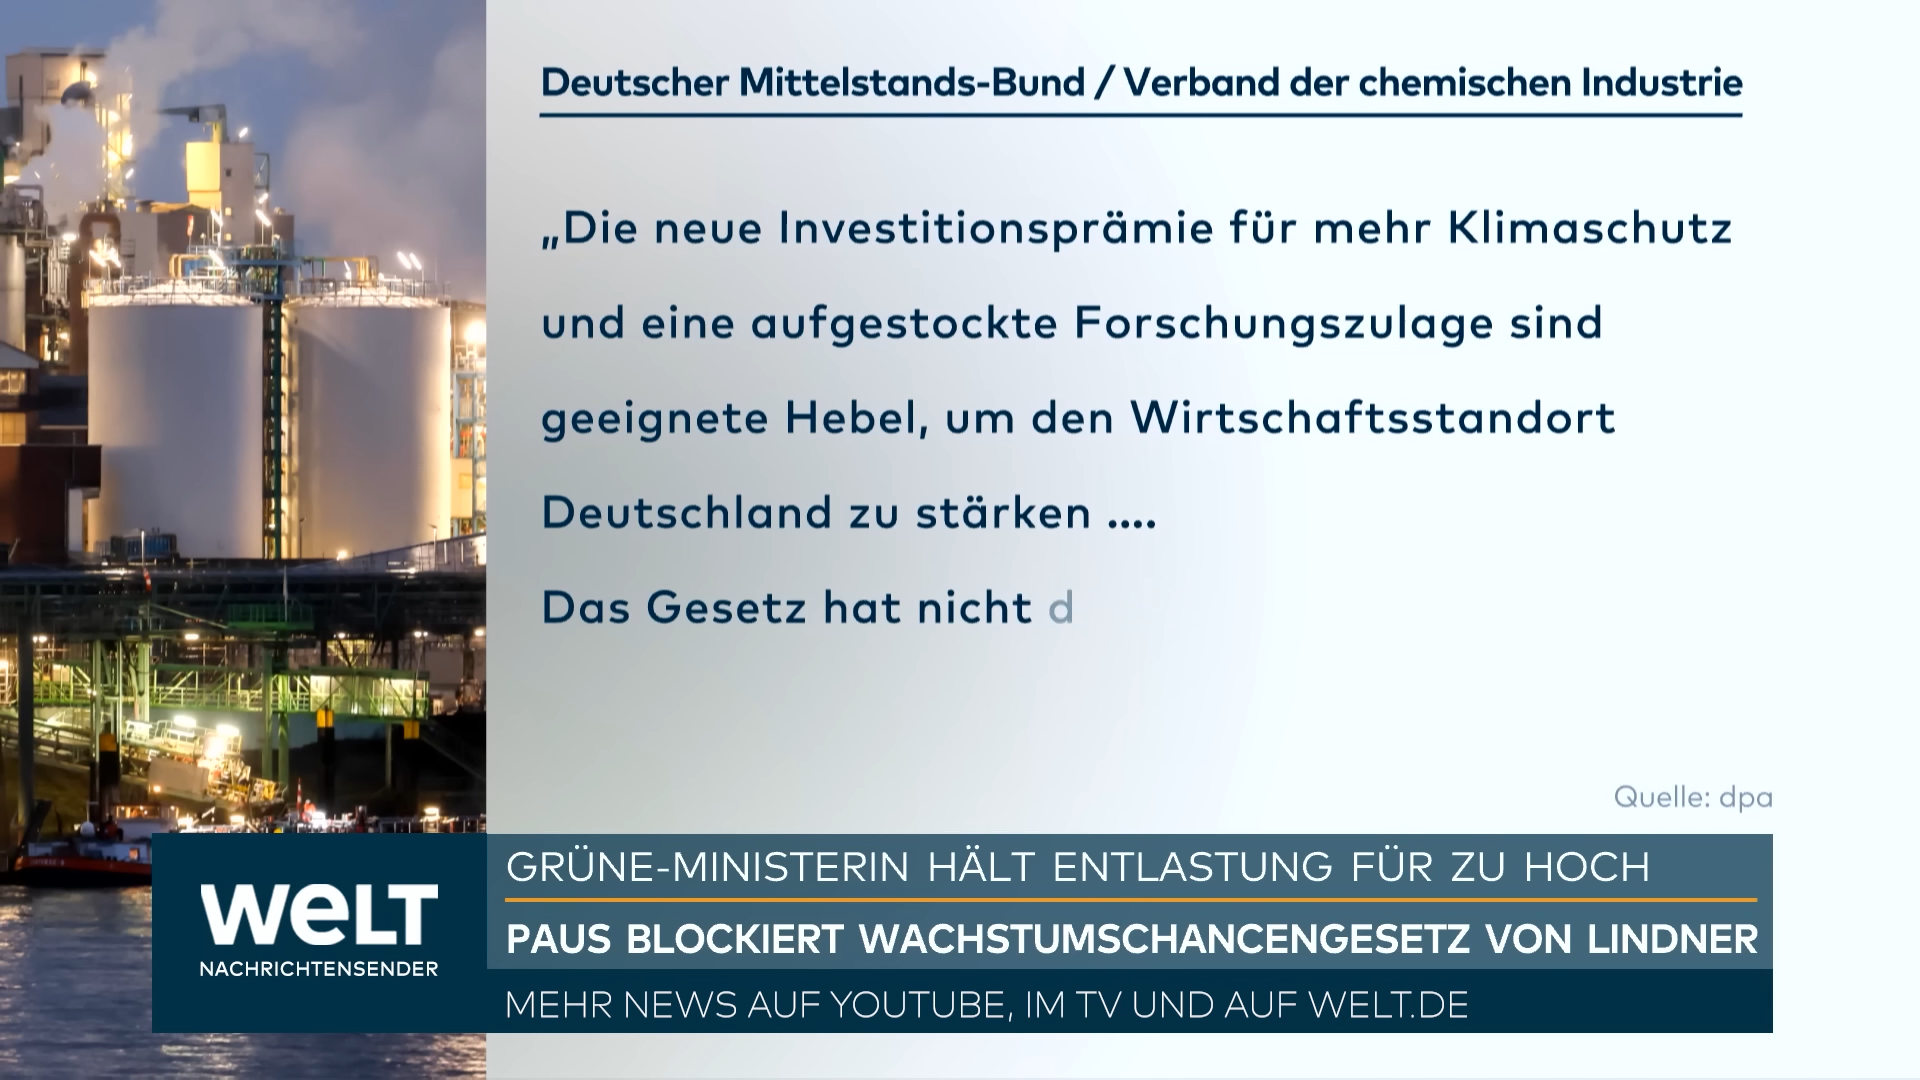 Deutscher Mittelstands-Bund / Verband der chemischen Industrie
„Die neue Investitionsprämie für mehr Klimaschutz
und eine aufgestockte Forschungszulage sind
geeignete Hebel, um den Wirtschaftsstandort
Deutschland zu stärken ....
Das Gesetz hat nicht d
Quelle: dpa
GRÜNE-MINISTERIN HÄLT ENTLASTUNG FÜR ZU HOCH
PAUS BLOCKIERT WACHSTUMSCHANCENGESETZ VON LINDNER
MEHR NEWS AUF YOUTUBE, IM TV UND AUF WELT.DE
WELT
NACHRICHTENSENDER